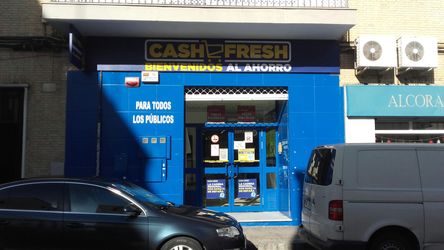 CASH FRESH
BIENVENIDOS AL AHORRO
PARA TODOS
LOS PÚBLICOS
ALCORA